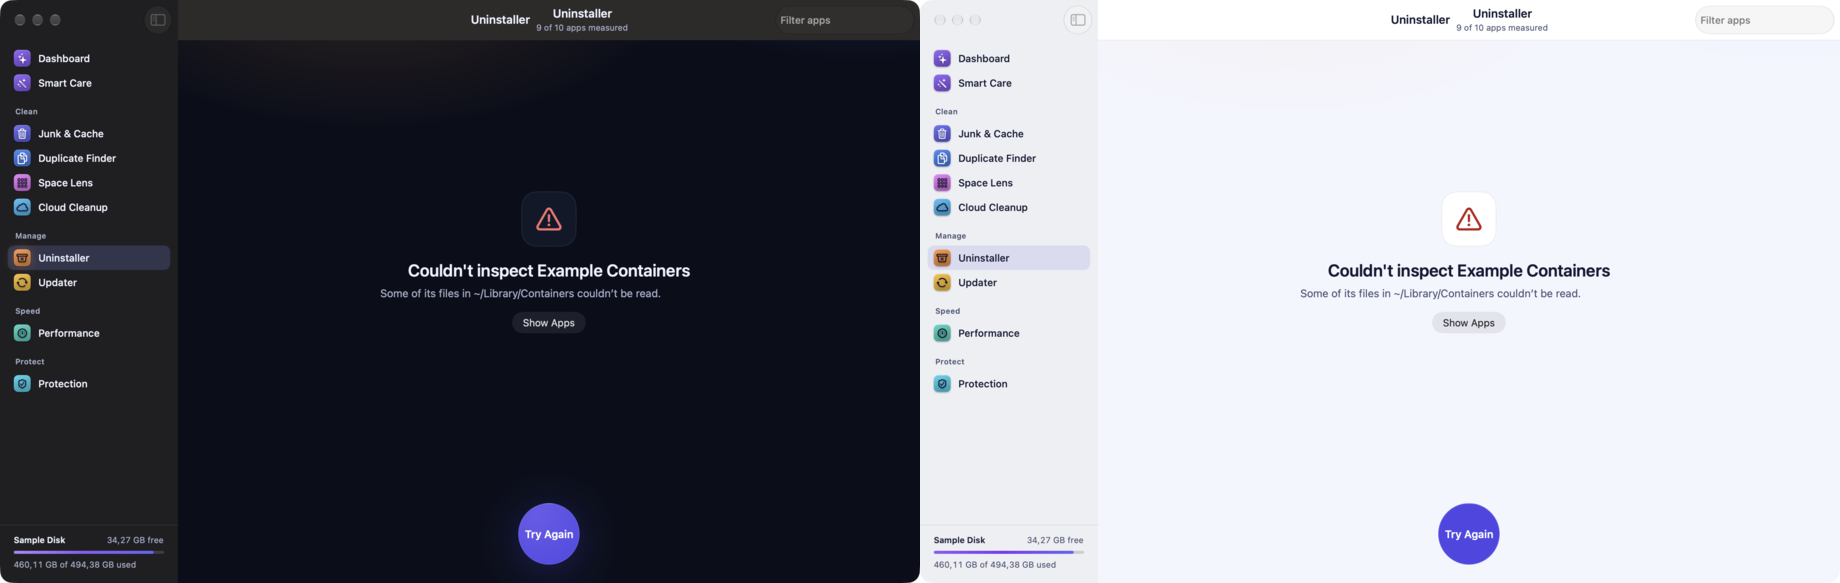 Uninstaller
Uninstaller
9 of 10 apps measured
Filter apps
Dashboard
Smart Care
Clean
Junk & Cache
Duplicate Finder
Space Lens
Cloud Cleanup
Manage
Uninstaller
Updater
Speed
Performance
Protect
Protection
Couldn't inspect Example Containers
Some of its files in ~/Library/Containers couldn’t be read.
Show Apps
Try Again
Sample Disk
34,27 GB free
460,11 GB of 494,38 GB used
Uninstaller
Uninstaller
9 of 10 apps measured
Filter apps
Dashboard
Smart Care
Clean
Junk & Cache
Duplicate Finder
Space Lens
Cloud Cleanup
Manage
Uninstaller
Updater
Speed
Performance
Protect
Protection
Couldn't inspect Example Containers
Some of its files in ~/Library/Containers couldn’t be read.
Show Apps
Try Again
Sample Disk
34,27 GB free
460,11 GB of 494,38 GB used